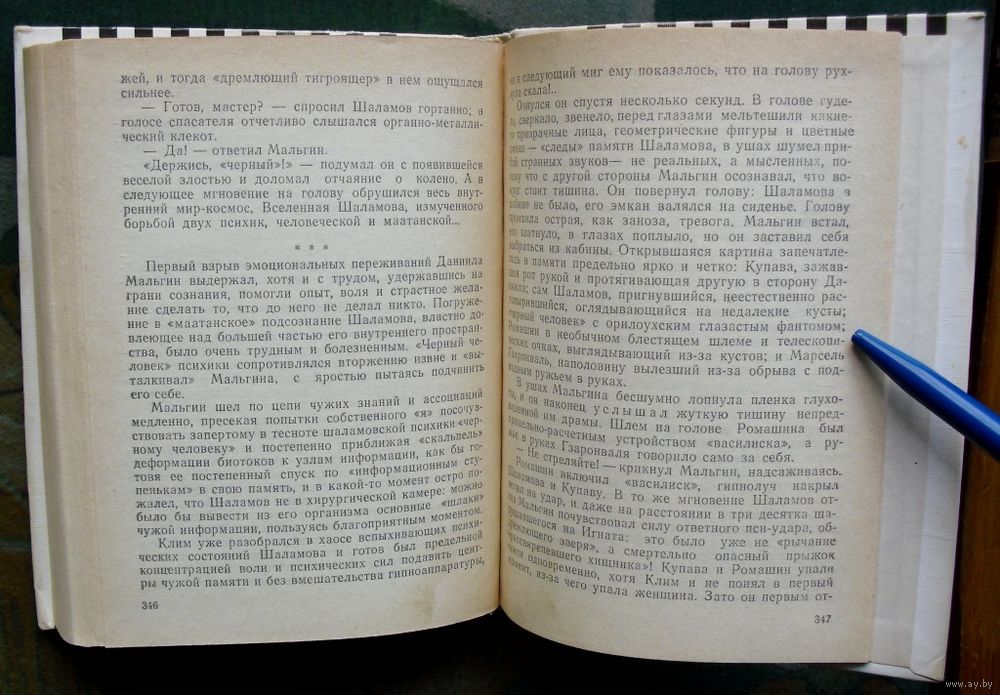 жей, и тогда «дремлющий тигроящер» в нем ощущался
сильнее.
— Готов, мастер? — спросил Шаламов гортанно; в
голосе спасателя отчетливо слышался органно-металли-
ческий клекот.
— Да! — ответил Мальгин.
«Держись, «черный»!» — подумал он с появившейся
веселой злостью и доломал отчаяние о колено. А в
следующее мгновение на голову обрушился весь внут-
ренний мир-космос, Вселенная Шаламова, измученного
борьбой двух психик, человеческой и маатанской...
* * *
Первый взрыв эмоциональных переживаний Даниила
Мальгин выдержал, хотя и с трудом, удержавшись на
грани сознания, помогли опыт, воля и страстное жела-
ние сделать то, что до него не делал никто. Погруже-
ние в «маатанское» подсознание Шаламова, властно до-
влеющее над большей частью его внутреннего простран-
ства, было очень трудным и болезненным. «Черный че-
ловек» психики сопротивлялся вторжению извне и «вы-
талкивал» Мальгина, с яростью пытаясь подчинить
его себе.
Мальгин шел по цепи чужих знаний и ассоциаций
медленно, пресекая попытки собственного «я» посочув-
ствовать запертому в тесноте шаламовской психики «чер-
ному человеку» и постепенно приближая «скальпель»
деформации биотоков к узлам информации, как бы го-
товя ее постепенный спуск по «информационным сту-
пенькам» в свою память, и в какой-то момент остро по-
жалел, что Шаламов не в хирургической камере: можно
было бы вывести из его организма основные «шлаки»
чужой информации, пользуясь благоприятным моментом.
Клим уже разобрался в хаосе вспыхивающих психи-
ческих состояний Шаламова и готов был предельной
концентрацией воли и психических сил подавить цент-
ры чужой памяти и без вмешательства гипноаппаратуры,
346
в следующий миг ему показалось, что на голову рух-
скала!..
Очнулся он спустя несколько секунд. В голове гуде-
сверкало, звенело, перед глазами мельтешили какие-
призрачные лица, геометрические фигуры и цветные
— «следы» памяти Шаламова, в ушах шумел при-
странных звуков— не реальных, а мысленных, по-
что с другой стороны Мальгин осознавал, что во-
стоит тишина. Он повернул голову: Шаламова в
кабине не было, его эмкан валялся на сиденье. Голову
пронзила острая, как заноза, тревога. Мальгин встал,
его шатнуло, в глазах поплыло, но он заставил себя
выбраться из кабины. Открывшаяся картина запечатле-
в памяти предельно ярко и четко: Купава, зажав-
рот рукой и протягивающая другую в сторону Да-
сам Шаламов, пригнувшийся, неестественно рас-
оглядывающийся на недалекие кусты;
«черный человек» с орилоухским глазастым фантомом;
Ромашин в необычном блестящем шлеме и телескопи-
ческих очках, выглядывающий из-за кустов; и Марсель
Гзаронваль, наполовину вылезший из-за обрыва с под-
водным ружьем в руках.
В ушах Мальгина бесшумно лопнула пленка глухо-
ты, и он наконец услышал жуткую тишину непред-
виденной им драмы. Шлем на голове Ромашина был
прицельно-расчетным устройством «василиска», а ру-
жье в руках Гзаронваля говорило само за себя.
— Не стреляйте! — крикнул Мальгин, надсаживаясь.
Ромашин включил «василиск», гипнолуч накрыл
Шаламова и Купаву. В то же мгновение Шаламов от-
ветил на удар, и даже на расстоянии в три десятка ша-
гов Мальгин почувствовал силу ответного пси-удара, об-
рушившегося на Игната: это было уже не «рычание
дремлющего зверя», а смертельно опасный прыжок
рассвирепевшего хищника»! Купава и Ромашин упали
почти одновременно, хотя Клим и не понял в первый
момент, из-за чего упала женщина. Зато он первым от-
347
www.ay.by